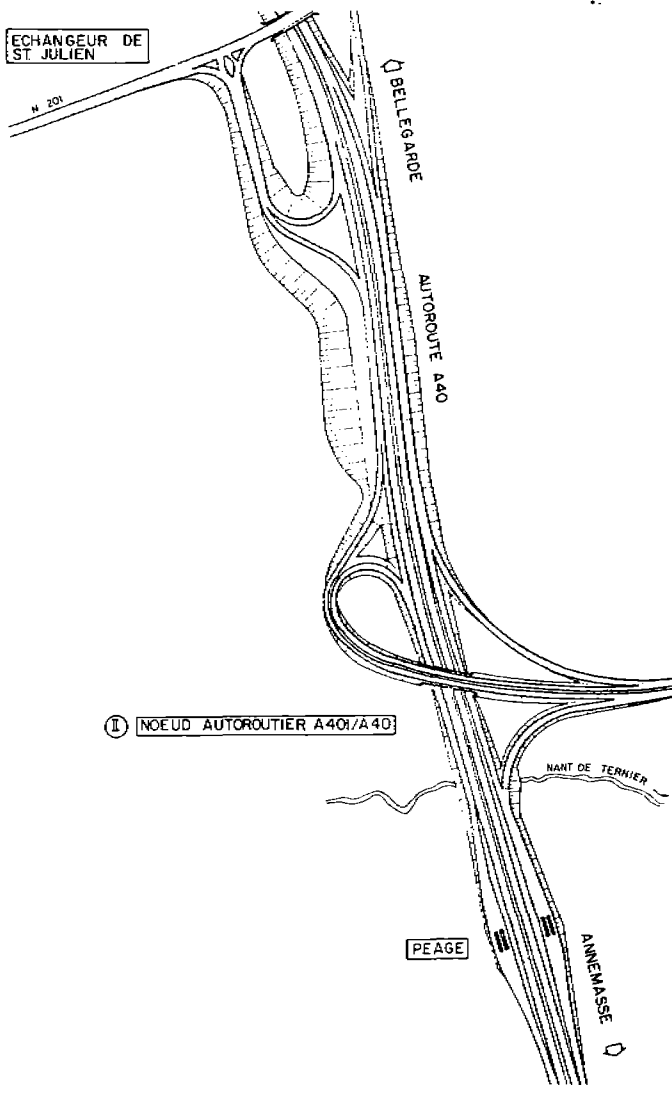 ECHANGEUR DE
ST JULIEN
N 201
BELLEGARDE
AUTOROUTE A40
II
NOEUD AUTOROUTIER A401/A40
NANT DE TERNIER
PEAGE
ANNEMASSE